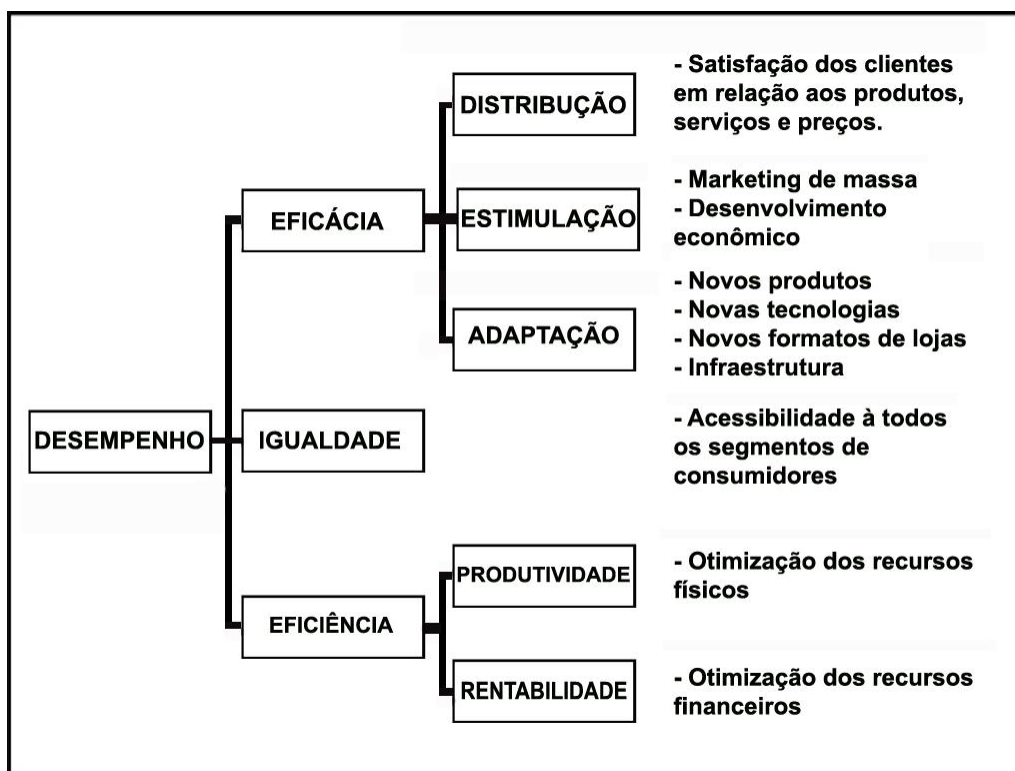 DISTRIBUÇÃO
- Satisfação dos clientes
em relação aos produtos,
serviços e preços.
EFICÁCIA
ESTIMULAÇÃO
- Marketing de massa
- Desenvolvimento
econômico
ADAPTAÇÃO
- Novos produtos
- Novas tecnologias
- Novos formatos de lojas
- Infraestrutura
DESEMPENHO
IGUALDADE
- Acessibilidade à todos
os segmentos de
consumidores
PRODUTIVIDADE
- Otimização dos recursos
físicos
EFICIÊNCIA
RENTABILIDADE
- Otimização dos recursos
financeiros